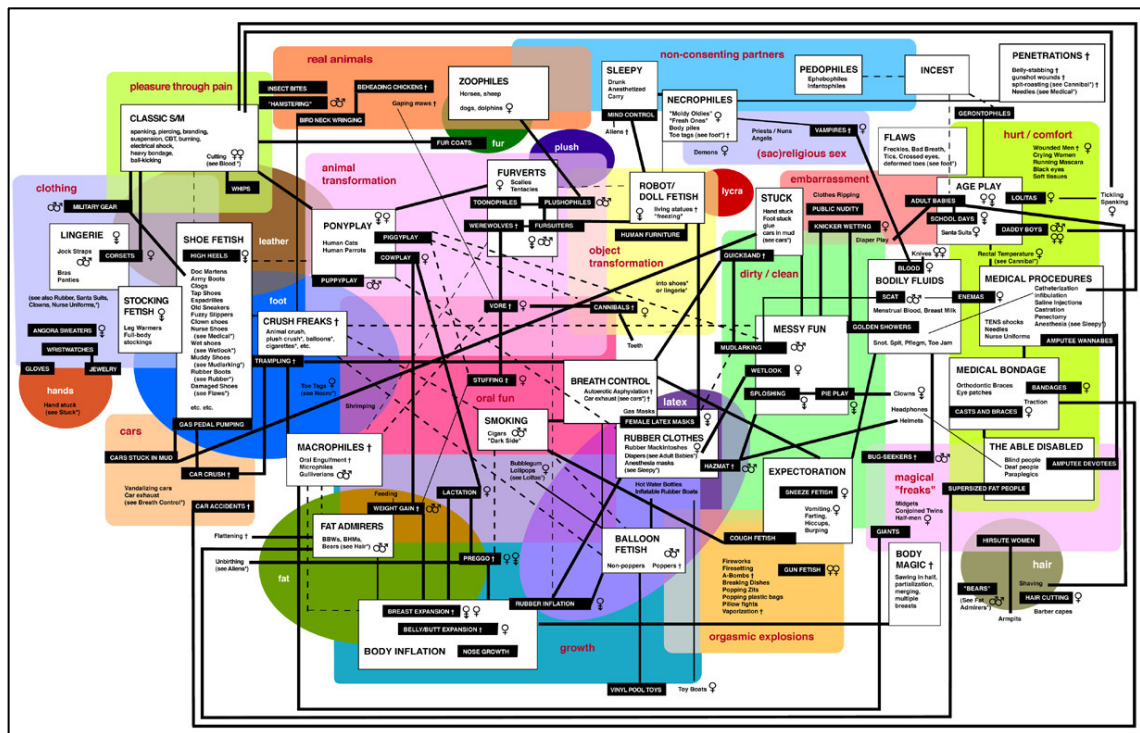 real animals
non-consenting partners
pleasure through pain
INSECT BITES
"HAMSTERING"
BEHEADING CHICKENS †
Gaping maws †
BIRD NECK WRINGING
ZOOPHILES
Horses, sheep
dogs, dolphins
SLEEPY
Drunk
Anesthetized
Carry
MIND CONTROL
Aliens †
NECROPHILES
"Moldy Oldies"
"Fresh Ones"
Body piles
Toe tags (see foot*) †
Demons
PEDOPHILES
Ephebophiles
Infantophiles
INCEST
PENETRATIONS †
Belly-stabbing †
gunshot wounds †
spit-roasting (see Cannibal*) †
Needles (see Medical*)
GERONTOPHILES
Priests / Nuns
Angels
VAMPIRES †
(sac)religious sex
FLAWS
Freckles, Bad Breath,
Tics, Crossed eyes,
deformed toes (see foot*)
hurt / comfort
Wounded Men †
Crying Women
Running Mascara
Black eyes
Soft tissues
CLASSIC S/M
spanking, piercing, branding,
suspension, CBT, burning,
electrical shock,
heavy bondage,
ball-kicking
Cutting
(see Blood*)
WHIPS
FUR COATS
fur
plush
lycra
clothing
MILITARY GEAR
LINGERIE
Jock Straps
Bras
Panties
CORSETS
(see also Rubber, Santa Suits,
Clowns, Nurse Uniforms,*)
SHOE FETISH
HIGH HEELS
Doc Martens
Army Boots
Clogs
Tap Shoes
Espadrilles
Old Sneakers
Fuzzy Slippers
Clown shoes
Nurse Shoes
(see Medical*)
Wet shoes
(see Wetlook*)
Muddy Shoes
(see Mudlarking*)
Rubber Boots
(see Rubber*)
Damaged Shoes
(see Flaws*)
etc. etc.
GAS PEDAL PUMPING
STOCKING
FETISH
Leg Warmers
Full-body
stockings
ANGORA SWEATERS
WRISTWATCHES
GLOVES
JEWELRY
hands
Hand stuck
(see Stuck*)
leather
foot
animal
transformation
PONYPLAY
Human Cats
Human Parrots
PIGGYPLAY
COWPLAY
PUPPYPLAY
FURVERTS
Scalies
Tentacles
TOONOPHILES
PLUSHOPHILES
WEREWOLVES †
FURSUITERS
ROBOT/
DOLL FETISH
living statues †
"freezing"
HUMAN FURNITURE
object
transformation
into shoes*
or lingerie*
STUCK
Hand stuck
Foot stuck
glue
cars in mud
(see cars*)
QUICKSAND †
embarrassment
Clothes Ripping
PUBLIC NUDITY
KNICKER WETTING
AGE PLAY
ADULT BABIES
SCHOOL DAYS
Santa Suits
Diaper Play
LOLITAS
DADDY BOYS
Tickling
Spanking
Knives
BLOOD
BODILY FLUIDS
SCAT
ENEMAS
Menstrual Blood, Breast Milk
GOLDEN SHOWERS
Snot, Spit, Phlegm, Toe Jam
Rectal Temperature
(see Cannibal*) †
MEDICAL PROCEDURES
Catheterization
Infibulation
Saline Injections
Castration
Penectomy
Anesthesia (see Sleepy*)
TENS shocks
Needles
Nurse Uniforms
AMPUTEE WANNABES
VORE †
CANNIBALS †
Teeth
CRUSH FREAKS †
Animal crush,
plush crush*, balloons*,
cigarettes*, etc.
TRAMPLING †
Toe Tags
(see Necro*)
Shrimping
STUFFING †
oral fun
dirty / clean
MESSY FUN
MUDLARKING
WETLOOK
SPLOSHING
PIE PLAY
Clowns
Headphones
Helmets
MEDICAL BONDAGE
Orthodontic Braces
Eye patches
BANDAGES
Traction
CASTS AND BRACES
BREATH CONTROL
Autoerotic Asphyxiation †
Car exhaust (see cars*) †
Gas Masks
FEMALE LATEX MASKS
latex
SMOKING
Cigars
"Dark Side"
RUBBER CLOTHES
Rubber Mackintoshes
Diapers (see Adult Babies*)
Anesthesia masks
(see Sleepy*)
HAZMAT †
Hot Water Bottles
Inflatable Rubber Boats
Bubblegum
Lolipops
(see Lolitas*)
cars
CARS STUCK IN MUD
CAR CRUSH †
Vandalizing cars
Car exhaust
(see Breath Control*)
CAR ACCIDENTS †
MACROPHILES †
Oral Engulfment †
Microphiles
Gulliverians
Feeding
WEIGHT GAIN †
LACTATION
FAT ADMIRERS
BBWs, BHMs,
Bears (see Hair*)
Flattening †
Unbirthing
(see Aliens*)
PREGGO †
fat
BREAST EXPANSION †
BELLY/BUTT EXPANSION †
BODY INFLATION
NOSE GROWTH
RUBBER INFLATION
growth
BALLOON
FETISH
Non-poppers
Poppers †
VINYL POOL TOYS
Toy Boats
EXPECTORATION
SNEEZE FETISH
Vomiting,
Farting,
Hiccups,
Burping
COUGH FETISH
Fireworks
Firesetting
A-Bombs †
Breaking Dishes
Popping Zits
Popping plastic bags
Pillow fights
Vaporization †
GUN FETISH
orgasmic explosions
BUG-SEEKERS †
THE ABLE DISABLED
Blind people
Deaf people
Paraplegics
AMPUTEE DEVOTEES
SUPERSIZED FAT PEOPLE
magical
"freaks"
Midgets
Conjoined Twins
Half-men
GIANTS
BODY
MAGIC †
Sawing in half,
partialization,
merging,
multiple
breasts
HIRSUTE WOMEN
hair
"BEARS"
(See Fat
Admirers*)
Shaving
HAIR CUTTING
Barber capes
Armpits